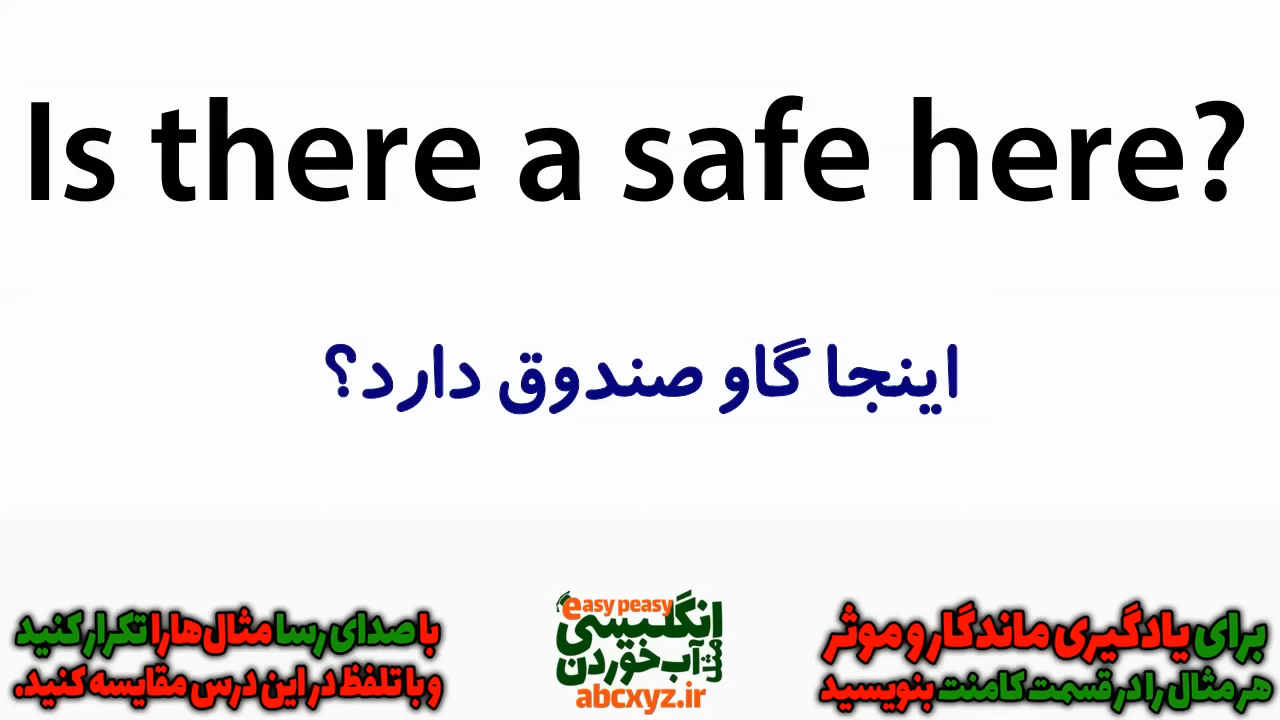 Is there a safe here?
اینجا گاو صندوق دارد؟
برای یادگیری ماندگار و موثر
هر مثال را در قسمت کامنت بنویسید
easy peasy
انگلیسی
مثل آب خوردن
abcxyz.ir
با صدای رسا مثال‌ها را تکرار کنید
و با تلفظ در این درس مقایسه کنید.